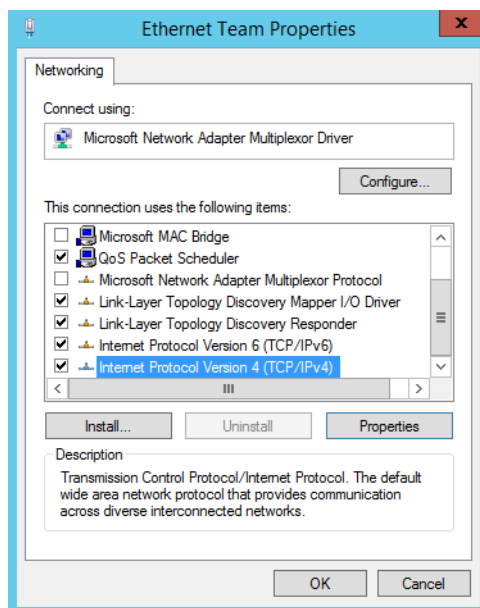 Ethernet Team Properties
x
Networking
Connect using:
Microsoft Network Adapter Multiplexor Driver
Configure...
This connection uses the following items:
Microsoft MAC Bridge
QoS Packet Scheduler
Microsoft Network Adapter Multiplexor Protocol
Link-Layer Topology Discovery Mapper I/O Driver
Link-Layer Topology Discovery Responder
Internet Protocol Version 6 (TCP/IPv6)
Internet Protocol Version 4 (TCP/IPv4)
Install...
Uninstall
Properties
Description
Transmission Control Protocol/Internet Protocol. The default
wide area network protocol that provides communication
across diverse interconnected networks.
OK
Cancel